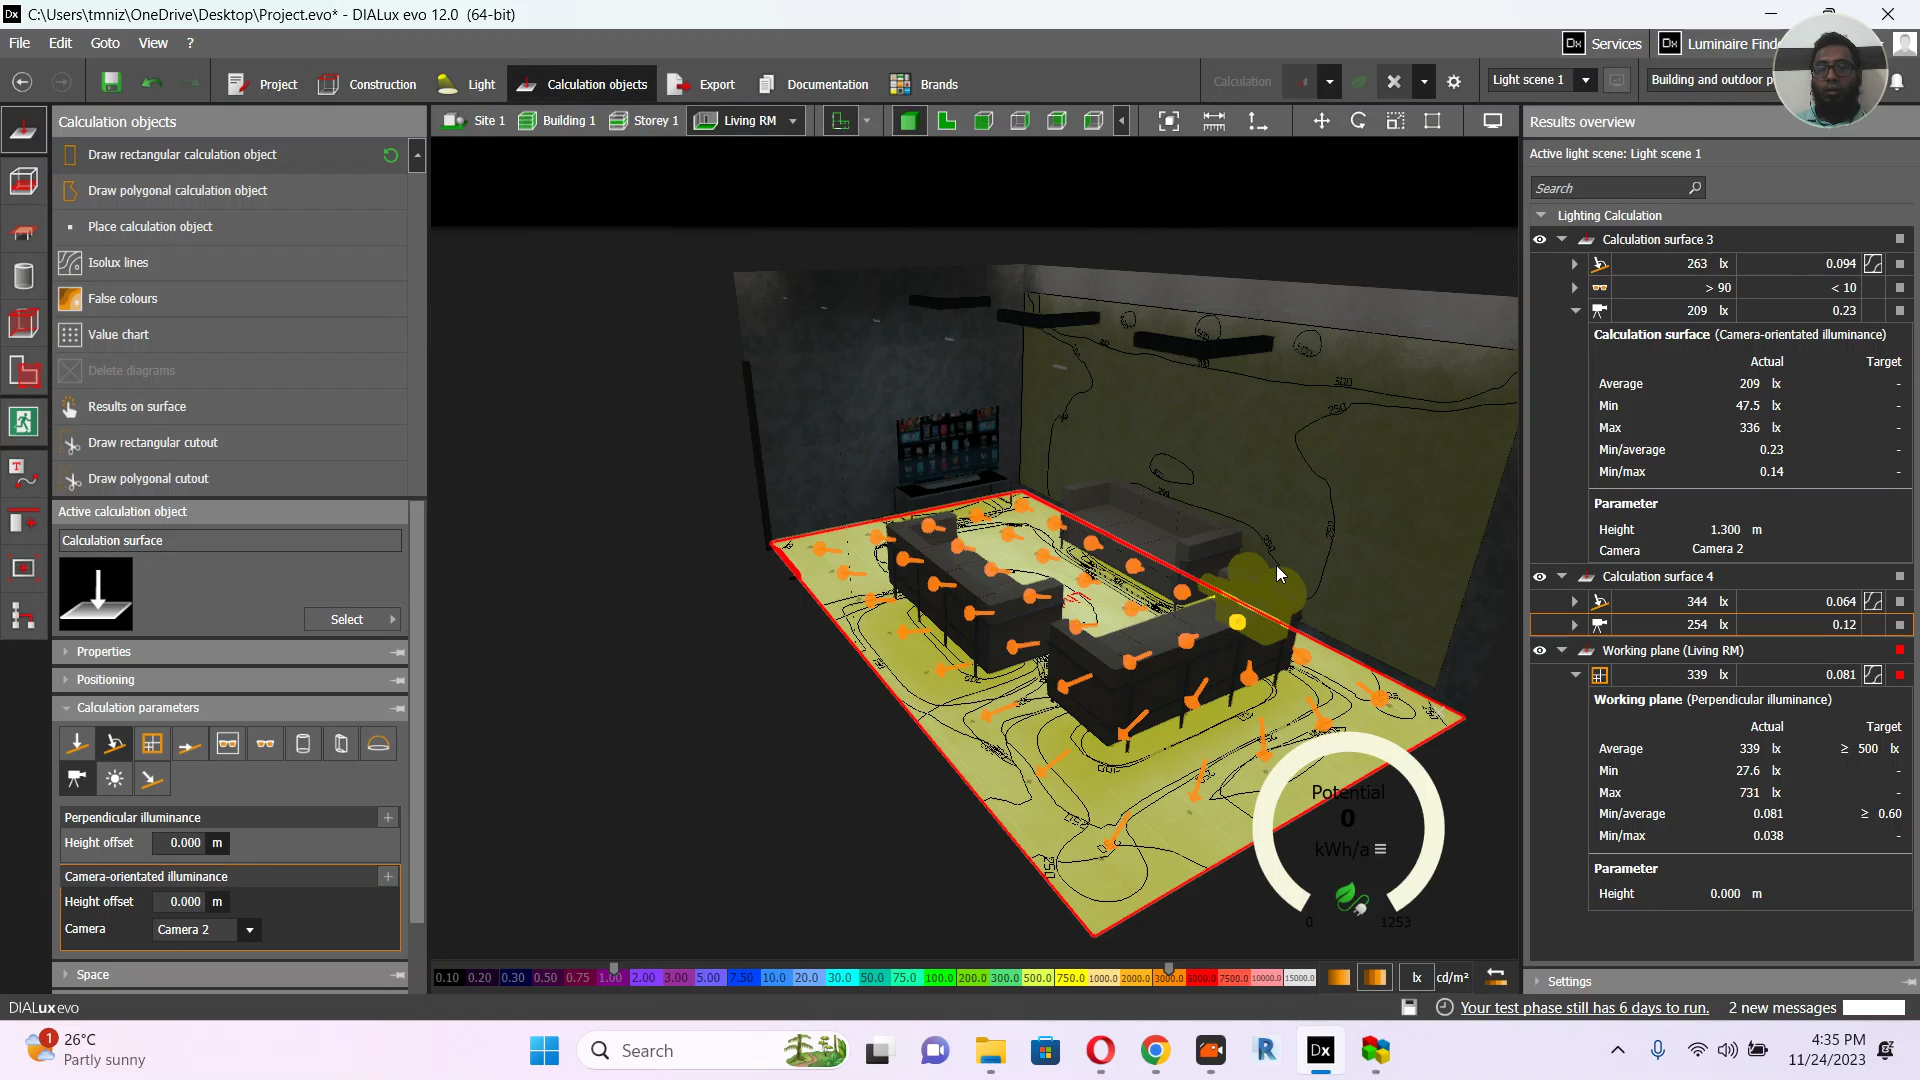 C:\Users\tmniz\OneDrive\Desktop\Project.evo* - DIALux evo 12.0 (64-bit)
File Edit Goto View ?
Services Luminaire Finde
Project Construction Light Calculation objects Export Documentation Brands Calculation Light scene 1 Building and outdoor p
Calculation objects
Site 1 Building 1 Storey 1 Living RM
Results overview
Draw rectangular calculation object
Draw polygonal calculation object
Place calculation object
Isolux lines
False colours
Value chart
Delete diagrams
Results on surface
Draw rectangular cutout
Draw polygonal cutout
Active calculation object
Calculation surface
Select
Properties
Positioning
Calculation parameters
Perpendicular illuminance
Height offset 0.000 m
Camera-orientated illuminance
Height offset 0.000 m
Camera Camera 2
Space
Potential
0
kWh/a
0 1253
0.10 0.20 0.30 0.50 0.75 1.00 2.00 3.00 5.00 7.50 10.0 20.0 30.0 50.0 75.0 100.0 200.0 300.0 500.0 750.0 1000.0 2000.0 3000.0 5000.0 7500.0 10000.0 15000.0 lx cd/m²
Active light scene: Light scene 1
Search
Lighting Calculation
Calculation surface 3
263 lx 0.094
> 90 < 10
209 lx 0.23
Calculation surface (Camera-orientated illuminance)
Actual Target
Average 209 lx -
Min 47.5 lx -
Max 336 lx -
Min/average 0.23 -
Min/max 0.14 -
Parameter
Height 1.300 m
Camera Camera 2
Calculation surface 4
344 lx 0.064
254 lx 0.12
Working plane (Living RM)
339 lx 0.081
Working plane (Perpendicular illuminance)
Actual Target
Average 339 lx ≥ 500 lx
Min 27.6 lx -
Max 731 lx -
Min/average 0.081 ≥ 0.60
Min/max 0.038 -
Parameter
Height 0.000 m
Settings
DIALux evo
Your test phase still has 6 days to run. 2 new messages
1
26°C
Partly sunny
Search
R Dx
4:35 PM
11/24/2023